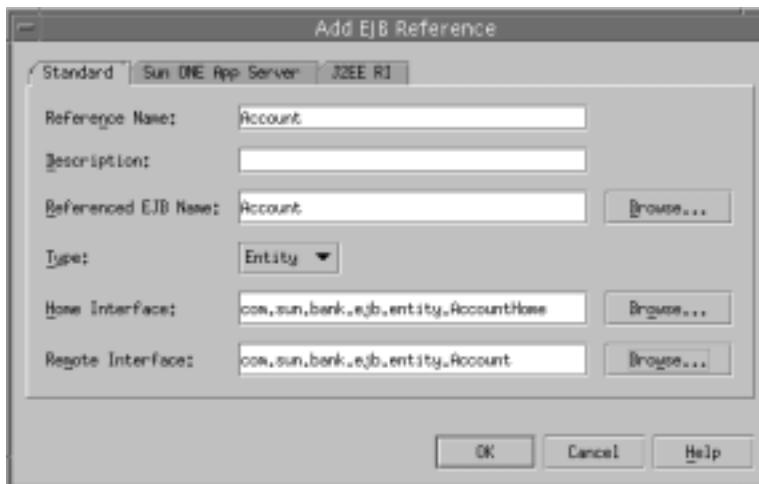 Add EJB Reference
Standard Sun ONE App Server J2EE RI
Reference Name: Account
Description:
Referenced EJB Name: Account Browse...
Type: Entity
Home Interface: com.sun.bank.ejb.entity.AccountHome Browse...
Remote Interface: com.sun.bank.ejb.entity.Account Browse...
OK Cancel Help